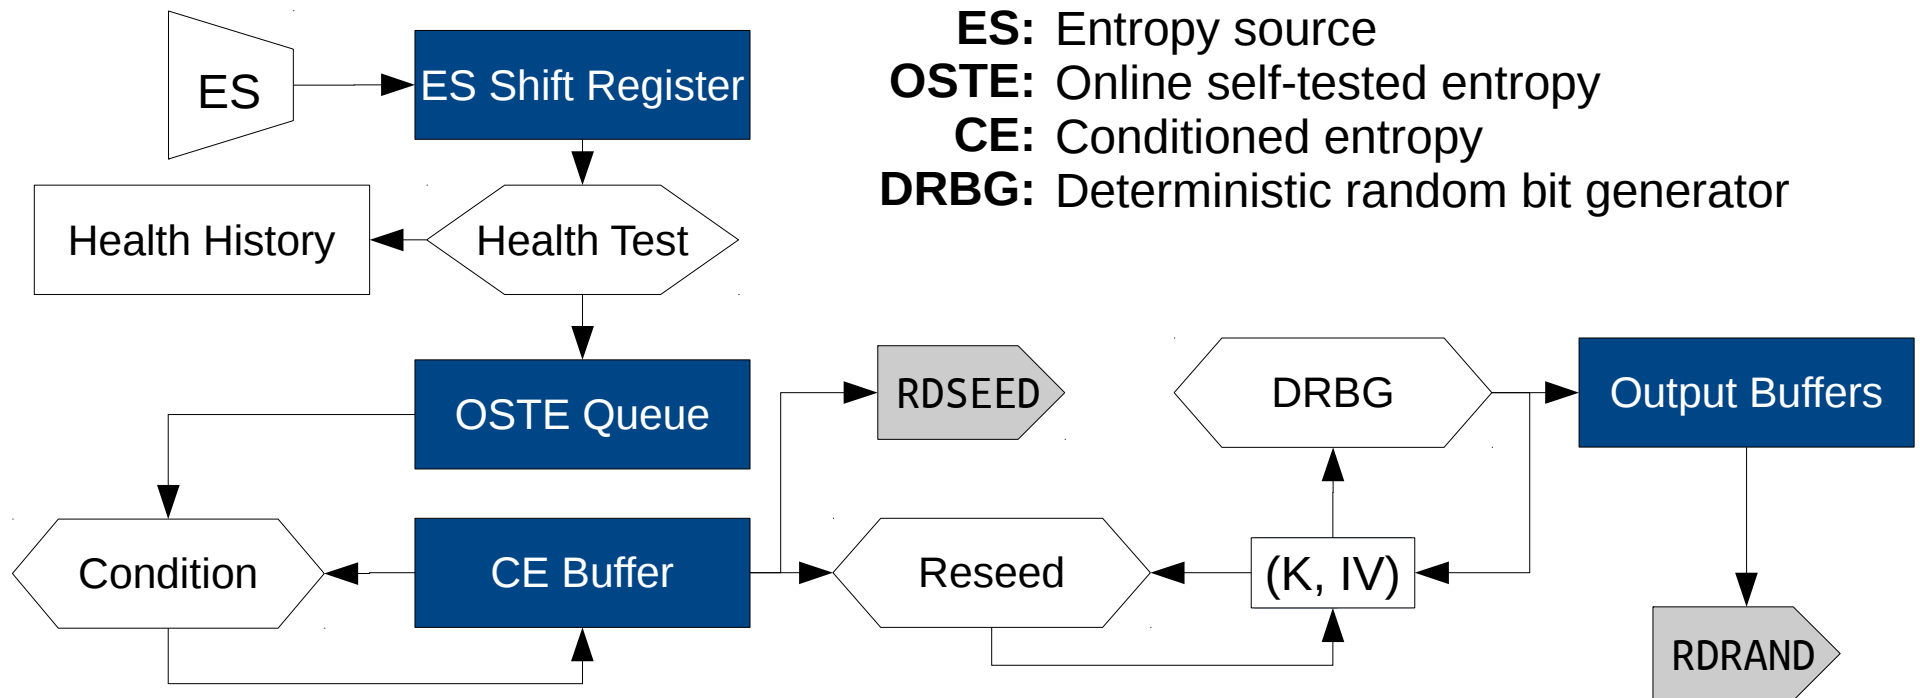 ES: Entropy source
OSTE: Online self-tested entropy
CE: Conditioned entropy
DRBG: Deterministic random bit generator
ES
ES Shift Register
Health History
Health Test
OSTE Queue
RDSEED
DRBG
Output Buffers
Condition
CE Buffer
Reseed
(K, IV)
RDRAND